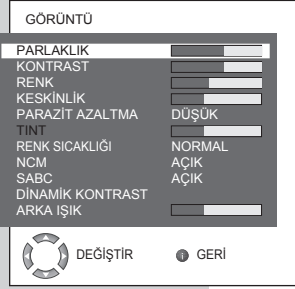 GÖRÜNTÜ
PARLAKLIK
KONTRAST
RENK
KESKİNLİK
PARAZİT AZALTMA DÜŞÜK
TINT
RENK SICAKLIĞI NORMAL
NCM AÇIK
SABC AÇIK
DİNAMİK KONTRAST
ARKA IŞIK
DEĞİŞTİR i GERİ